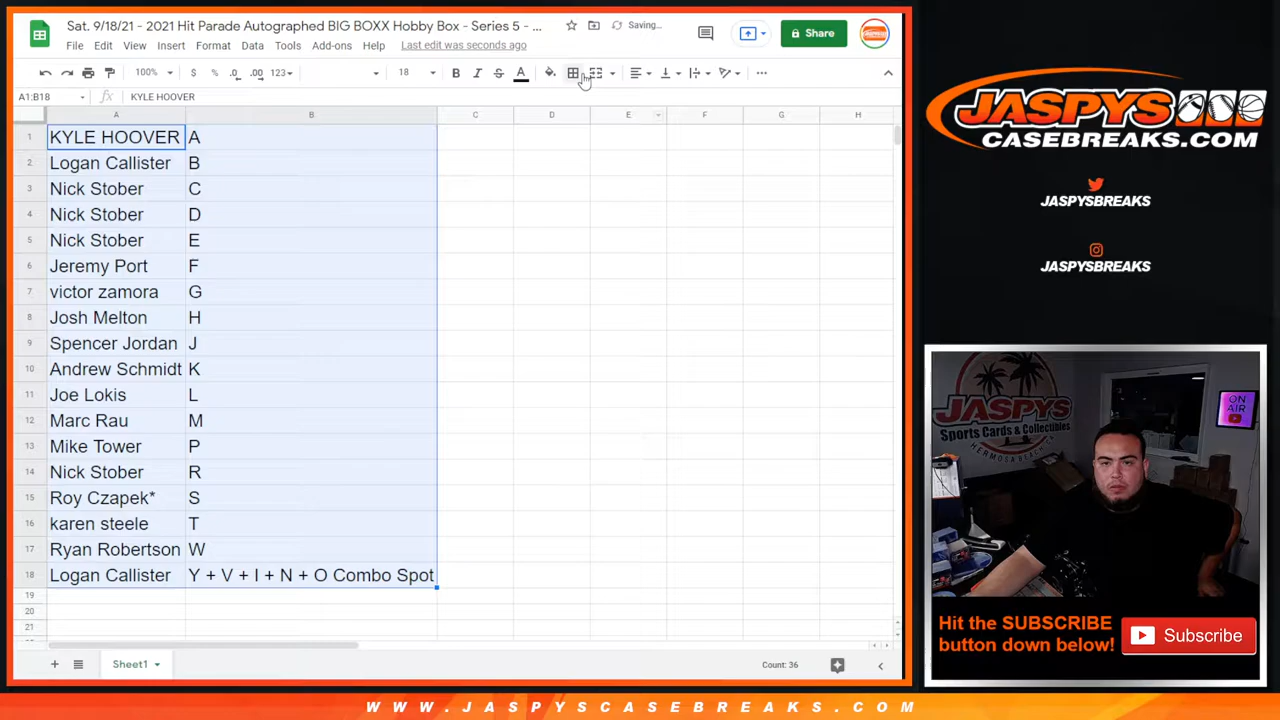 Sat. 9/18/21 - 2021 Hit Parade Autographed BIG BOXX Hobby Box - Series 5 - ...
Saving...
Share
File Edit View Insert Format Data Tools Add-ons Help Last edit was seconds ago
100% $ % .0 .00 123 18 B I S A
A1:B18 fx KYLE HOOVER
A B C D E F G H
1 KYLE HOOVER A
2 Logan Callister B
3 Nick Stober C
4 Nick Stober D
5 Nick Stober E
6 Jeremy Port F
7 victor zamora G
8 Josh Melton H
9 Spencer Jordan J
10 Andrew Schmidt K
11 Joe Lokis L
12 Marc Rau M
13 Mike Tower P
14 Nick Stober R
15 Roy Czapek* S
16 karen steele T
17 Ryan Robertson W
18 Logan Callister Y + V + I + N + O Combo Spot
19
20
21
Sheet1
Count: 36
JASPYS
CASEBREAKS.COM
JASPYSBREAKS
JASPYSBREAKS
JASPYS
Sports Cards & Collectibles
HERMOSA BEACH
ON
AIR
Hit the SUBSCRIBE
button down below!
Subscribe
WWW.JASPYSCASEBREAKS.COM